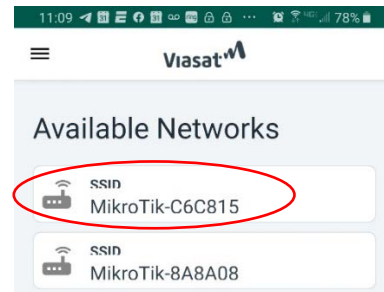 11:09 78%
Viasat
Available Networks
SSID
MikroTik-C6C815
SSID
MikroTik-8A8A08